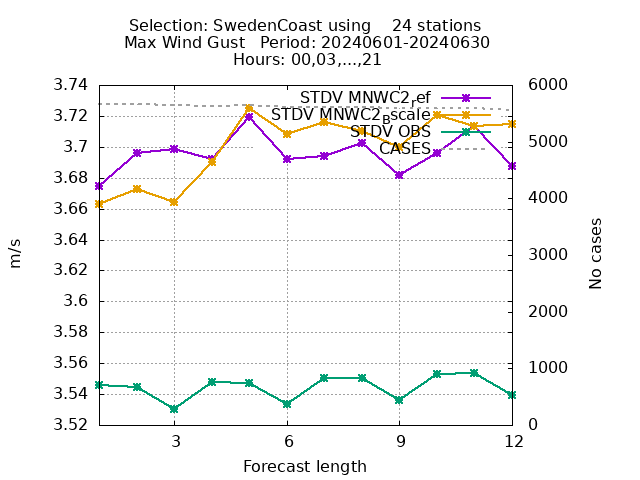 Selection: SwedenCoast using    24 stations
Max Wind Gust   Period: 20240601-20240630
Hours: 00,03,...,21
3.74
3.72
3.7
3.68
3.66
3.64
3.62
3.6
3.58
3.56
3.54
3.52
6000
5000
4000
3000
2000
1000
0
STDV MNWC2_ref
STDV MNWC2_Bscale
STDV OBS
CASES
m/s
No cases
3 6 9 12
Forecast length